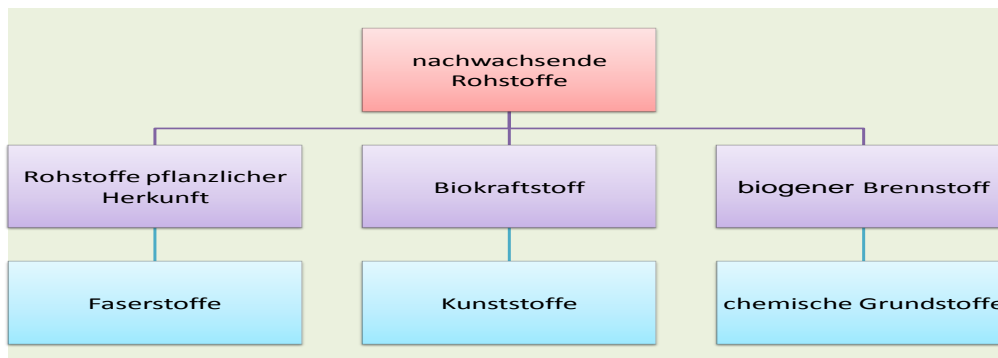 nachwachsende
Rohstoffe
Rohstoffe pflanzlicher
Herkunft
Biokraftstoff
biogener Brennstoff
Faserstoffe
Kunststoffe
chemische Grundstoffe